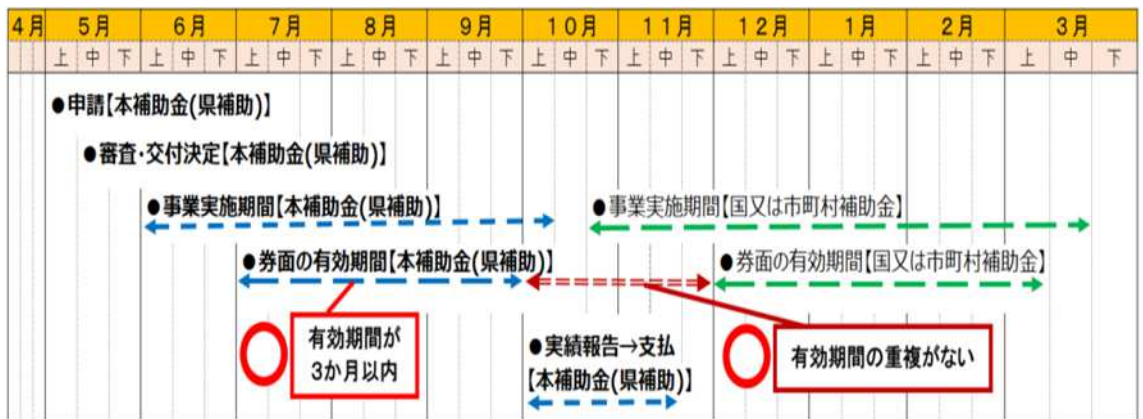 4月 5月 6月 7月 8月 9月 10月 11月 12月 1月 2月 3月
上 中 下 上 中 下 上 中 下 上 中 下 上 中 下 上 中 下 上 中 下 上 中 下 上 中 下 上 中 下 上 中 下
●申請【本補助金(県補助)】
●審査・交付決定【本補助金(県補助)】
●事業実施期間【本補助金(県補助)】
●事業実施期間【国又は市町村補助金】
●券面の有効期間【本補助金(県補助)】
●券面の有効期間【国又は市町村補助金】
有効期間が
3か月以内
●実績報告→支払
【本補助金(県補助)】
有効期間の重複がない